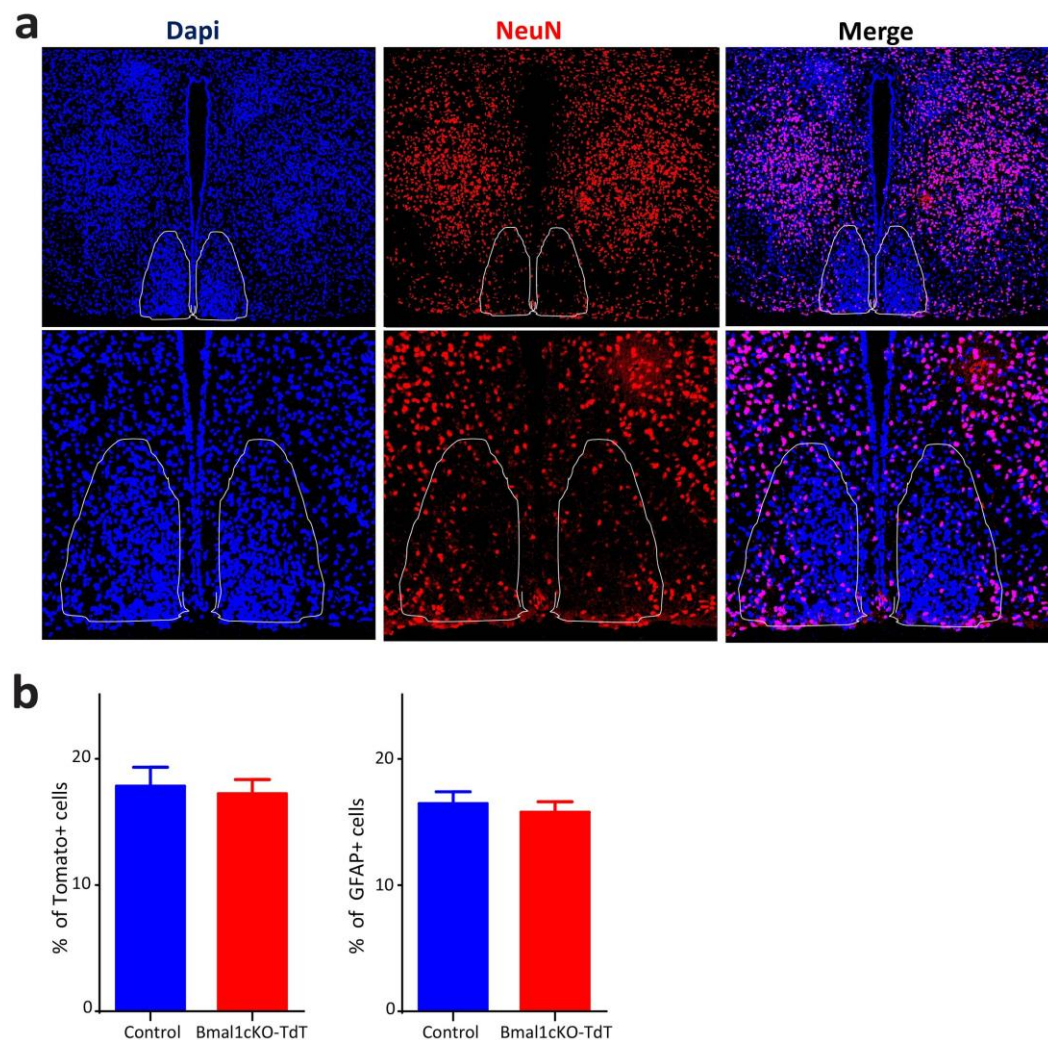 a
Dapi
NeuN
Merge
b
% of Tomato+ cells
20
10
0
Control
Bmal1cKO-TdT
% of GFAP+ cells
20
10
0
Control
Bmal1cKO-TdT